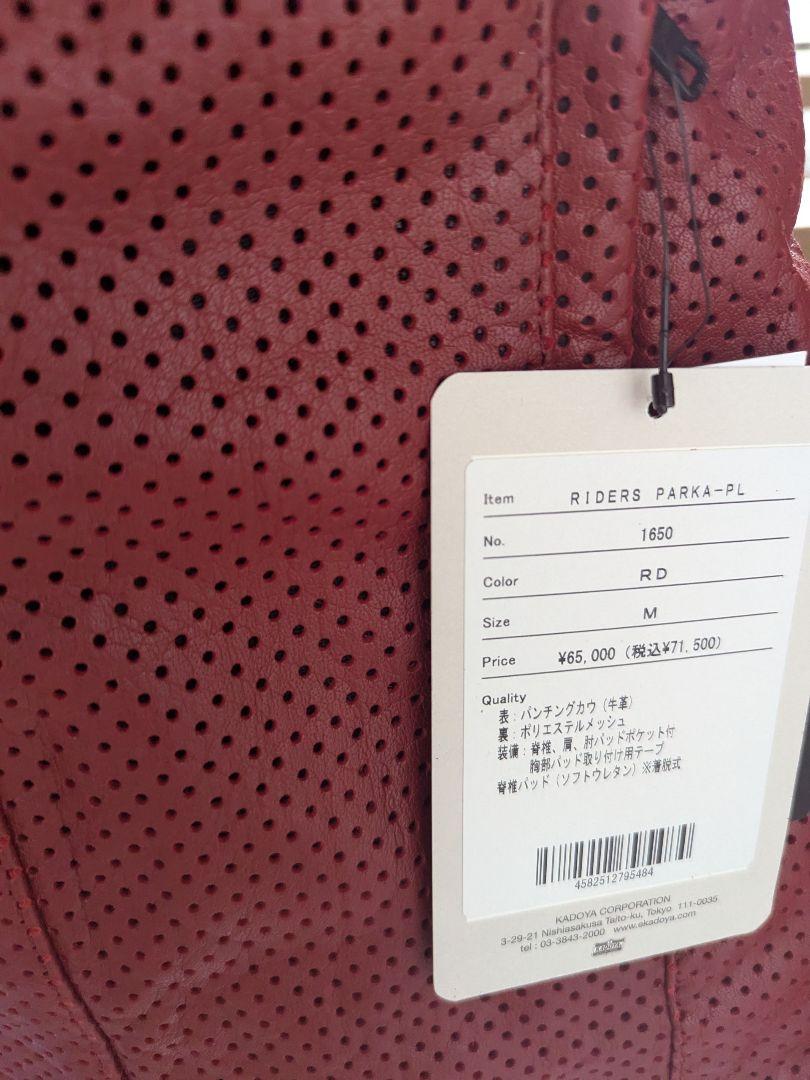 Item RIDERS PARKA-PL
No. 1650
Color RD
Size M
Price ¥65,000 (税込¥71,500)
Quality
表:パンチングカウ (牛革)
裏:ポリエステルメッシュ
装備:脊椎、肩、肘パッドポケット付
胸部パッド取り付け用テープ
脊椎パッド (ソフトウレタン) ※着脱式
4582512795484
KADOYA CORPORATION
3-29-21 Nishiasakusa Taito-ku, Tokyo 111-0035
tel : 03-3843-2000 www.ekadoya.com